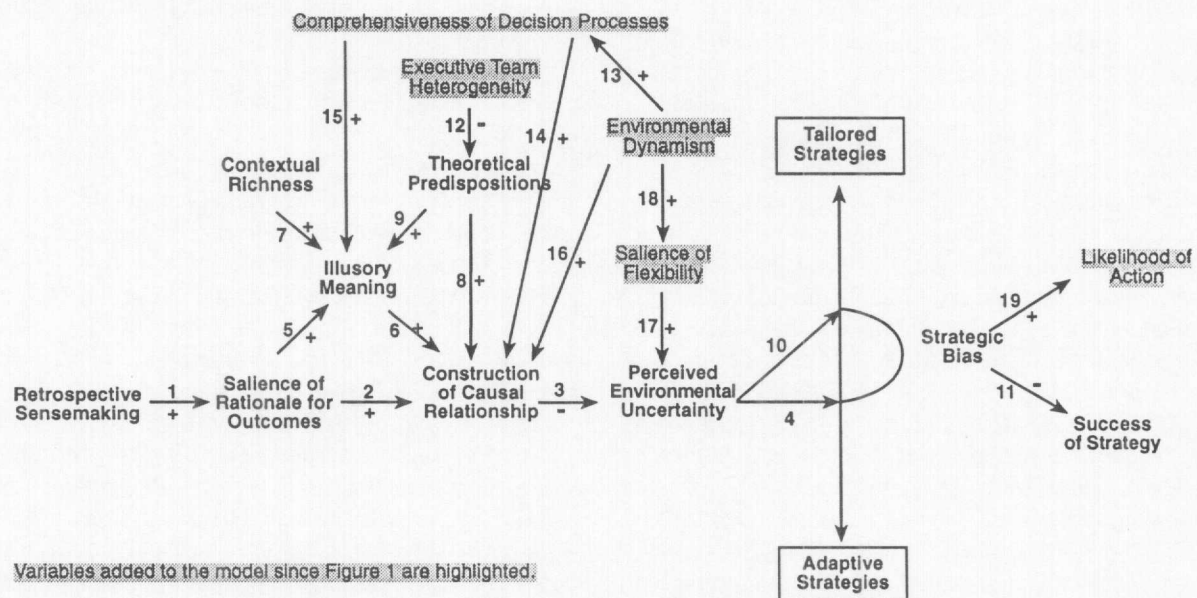 Comprehensiveness of Decision Processes
13 +
Executive Team
Heterogeneity
15 +
12 -
14 +
Environmental
Dynamism
Tailored
Strategies
Contextual
Richness
Theoretical
Predispositions
18 +
7 +
9 +
16 +
Salience of
Flexibility
Likelihood of
Action
Illusory
Meaning
8 +
19 +
5 +
6 +
17 +
10
Strategic
Bias
Retrospective
Sensemaking
1 +
Salience of
Rationale for
Outcomes
2 +
Construction
of Causal
Relationship
3 -
Perceived
Environmental
Uncertainty
4
11 -
Success
of Strategy
Adaptive
Strategies
Variables added to the model since Figure 1 are highlighted.